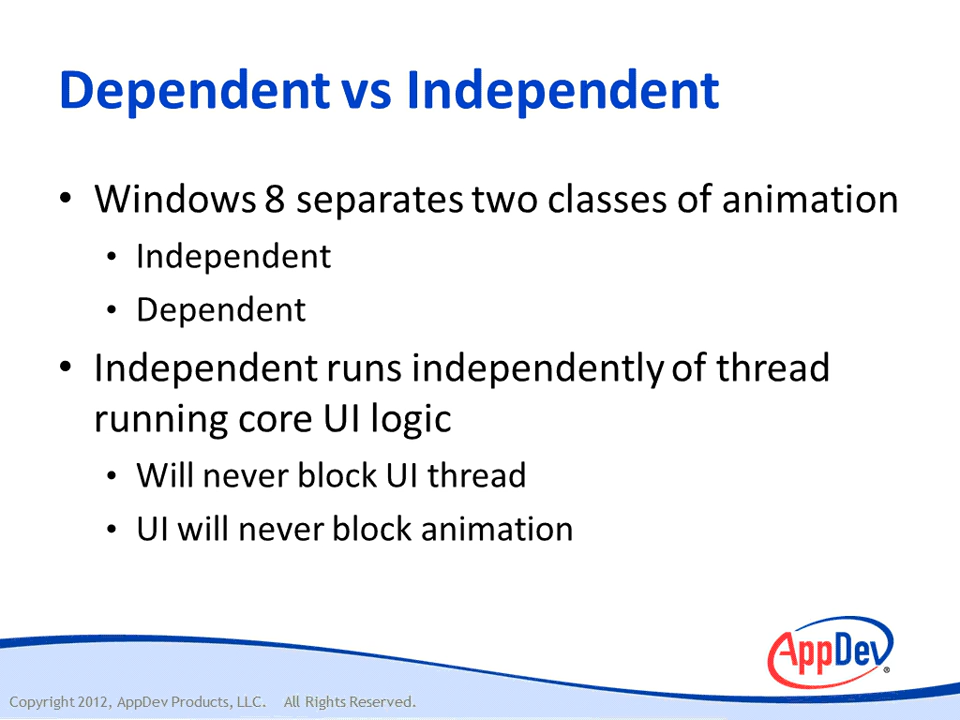 Dependent vs Independent
• Windows 8 separates two classes of animation
• Independent
• Dependent
• Independent runs independently of thread
running core UI logic
• Will never block UI thread
• UI will never block animation
AppDev®
Copyright 2012, AppDev Products, LLC. All Rights Reserved.